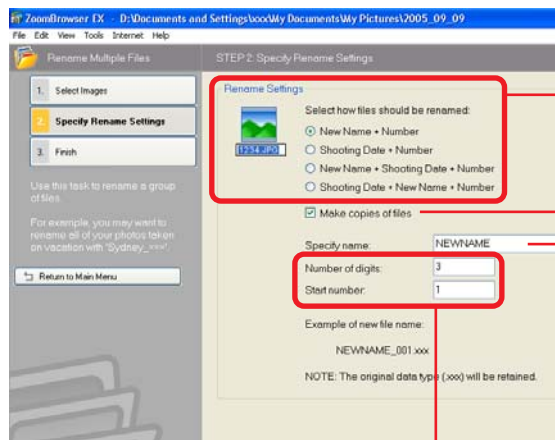 ZoomBrowser EX - D:\Documents and Settings\xxx\My Documents\My Pictures\2005_09_09
File Edit View Tools Internet Help
Rename Multiple Files
STEP 2: Specify Rename Settings
1. Select Images
2. Specify Rename Settings
3. Finish
Use this task to rename a group
of files.
For example, you may want to
rename all of your photos taken
on vacation with 'Sydney_xxx'.
Return to Main Menu
Rename Settings
Select how files should be renamed:
1234.JPG
New Name + Number
Shooting Date + Number
New Name + Shooting Date + Number
Shooting Date + New Name + Number
Make copies of files
Specify name: NEWNAME
Number of digits: 3
Start number: 1
Example of new file name:
NEWNAME_001.xxx
NOTE: The original data type (.xxx) will be retained.